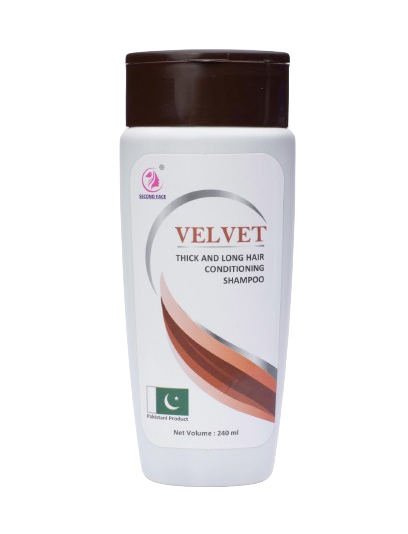 ®
SECOND FACE
VELVET
THICK AND LONG HAIR
CONDITIONING
SHAMPOO
Pakistani Product
Net Volume : 240 ml